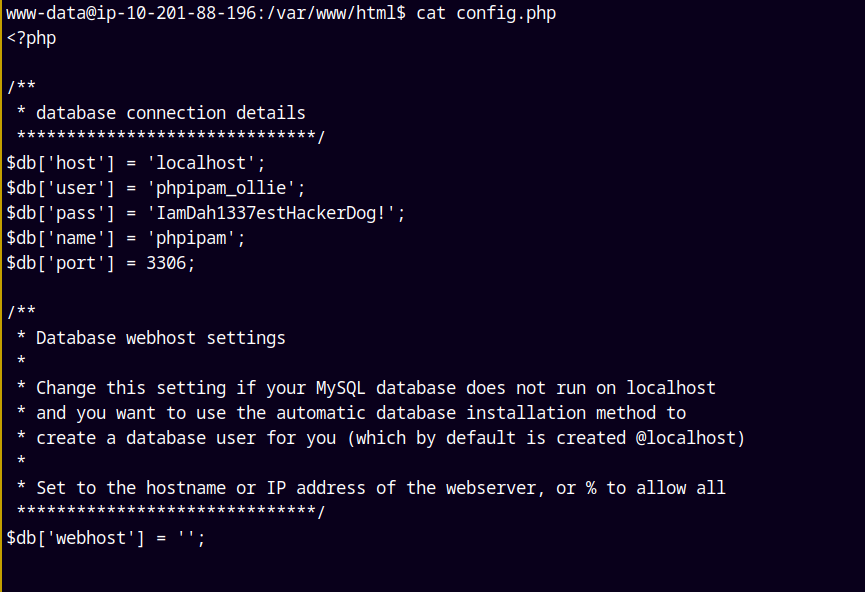 www-data@ip-10-201-88-196:/var/www/html$ cat config.php
<?php

/**
 * database connection details
 ******************************/
$db['host'] = 'localhost';
$db['user'] = 'phpipam_ollie';
$db['pass'] = 'IamDah1337estHackerDog!';
$db['name'] = 'phpipam';
$db['port'] = 3306;

/**
 * Database webhost settings
 *
 * Change this setting if your MySQL database does not run on localhost
 * and you want to use the automatic database installation method to
 * create a database user for you (which by default is created @localhost)
 *
 * Set to the hostname or IP address of the webserver, or % to allow all
 ******************************/
$db['webhost'] = '';